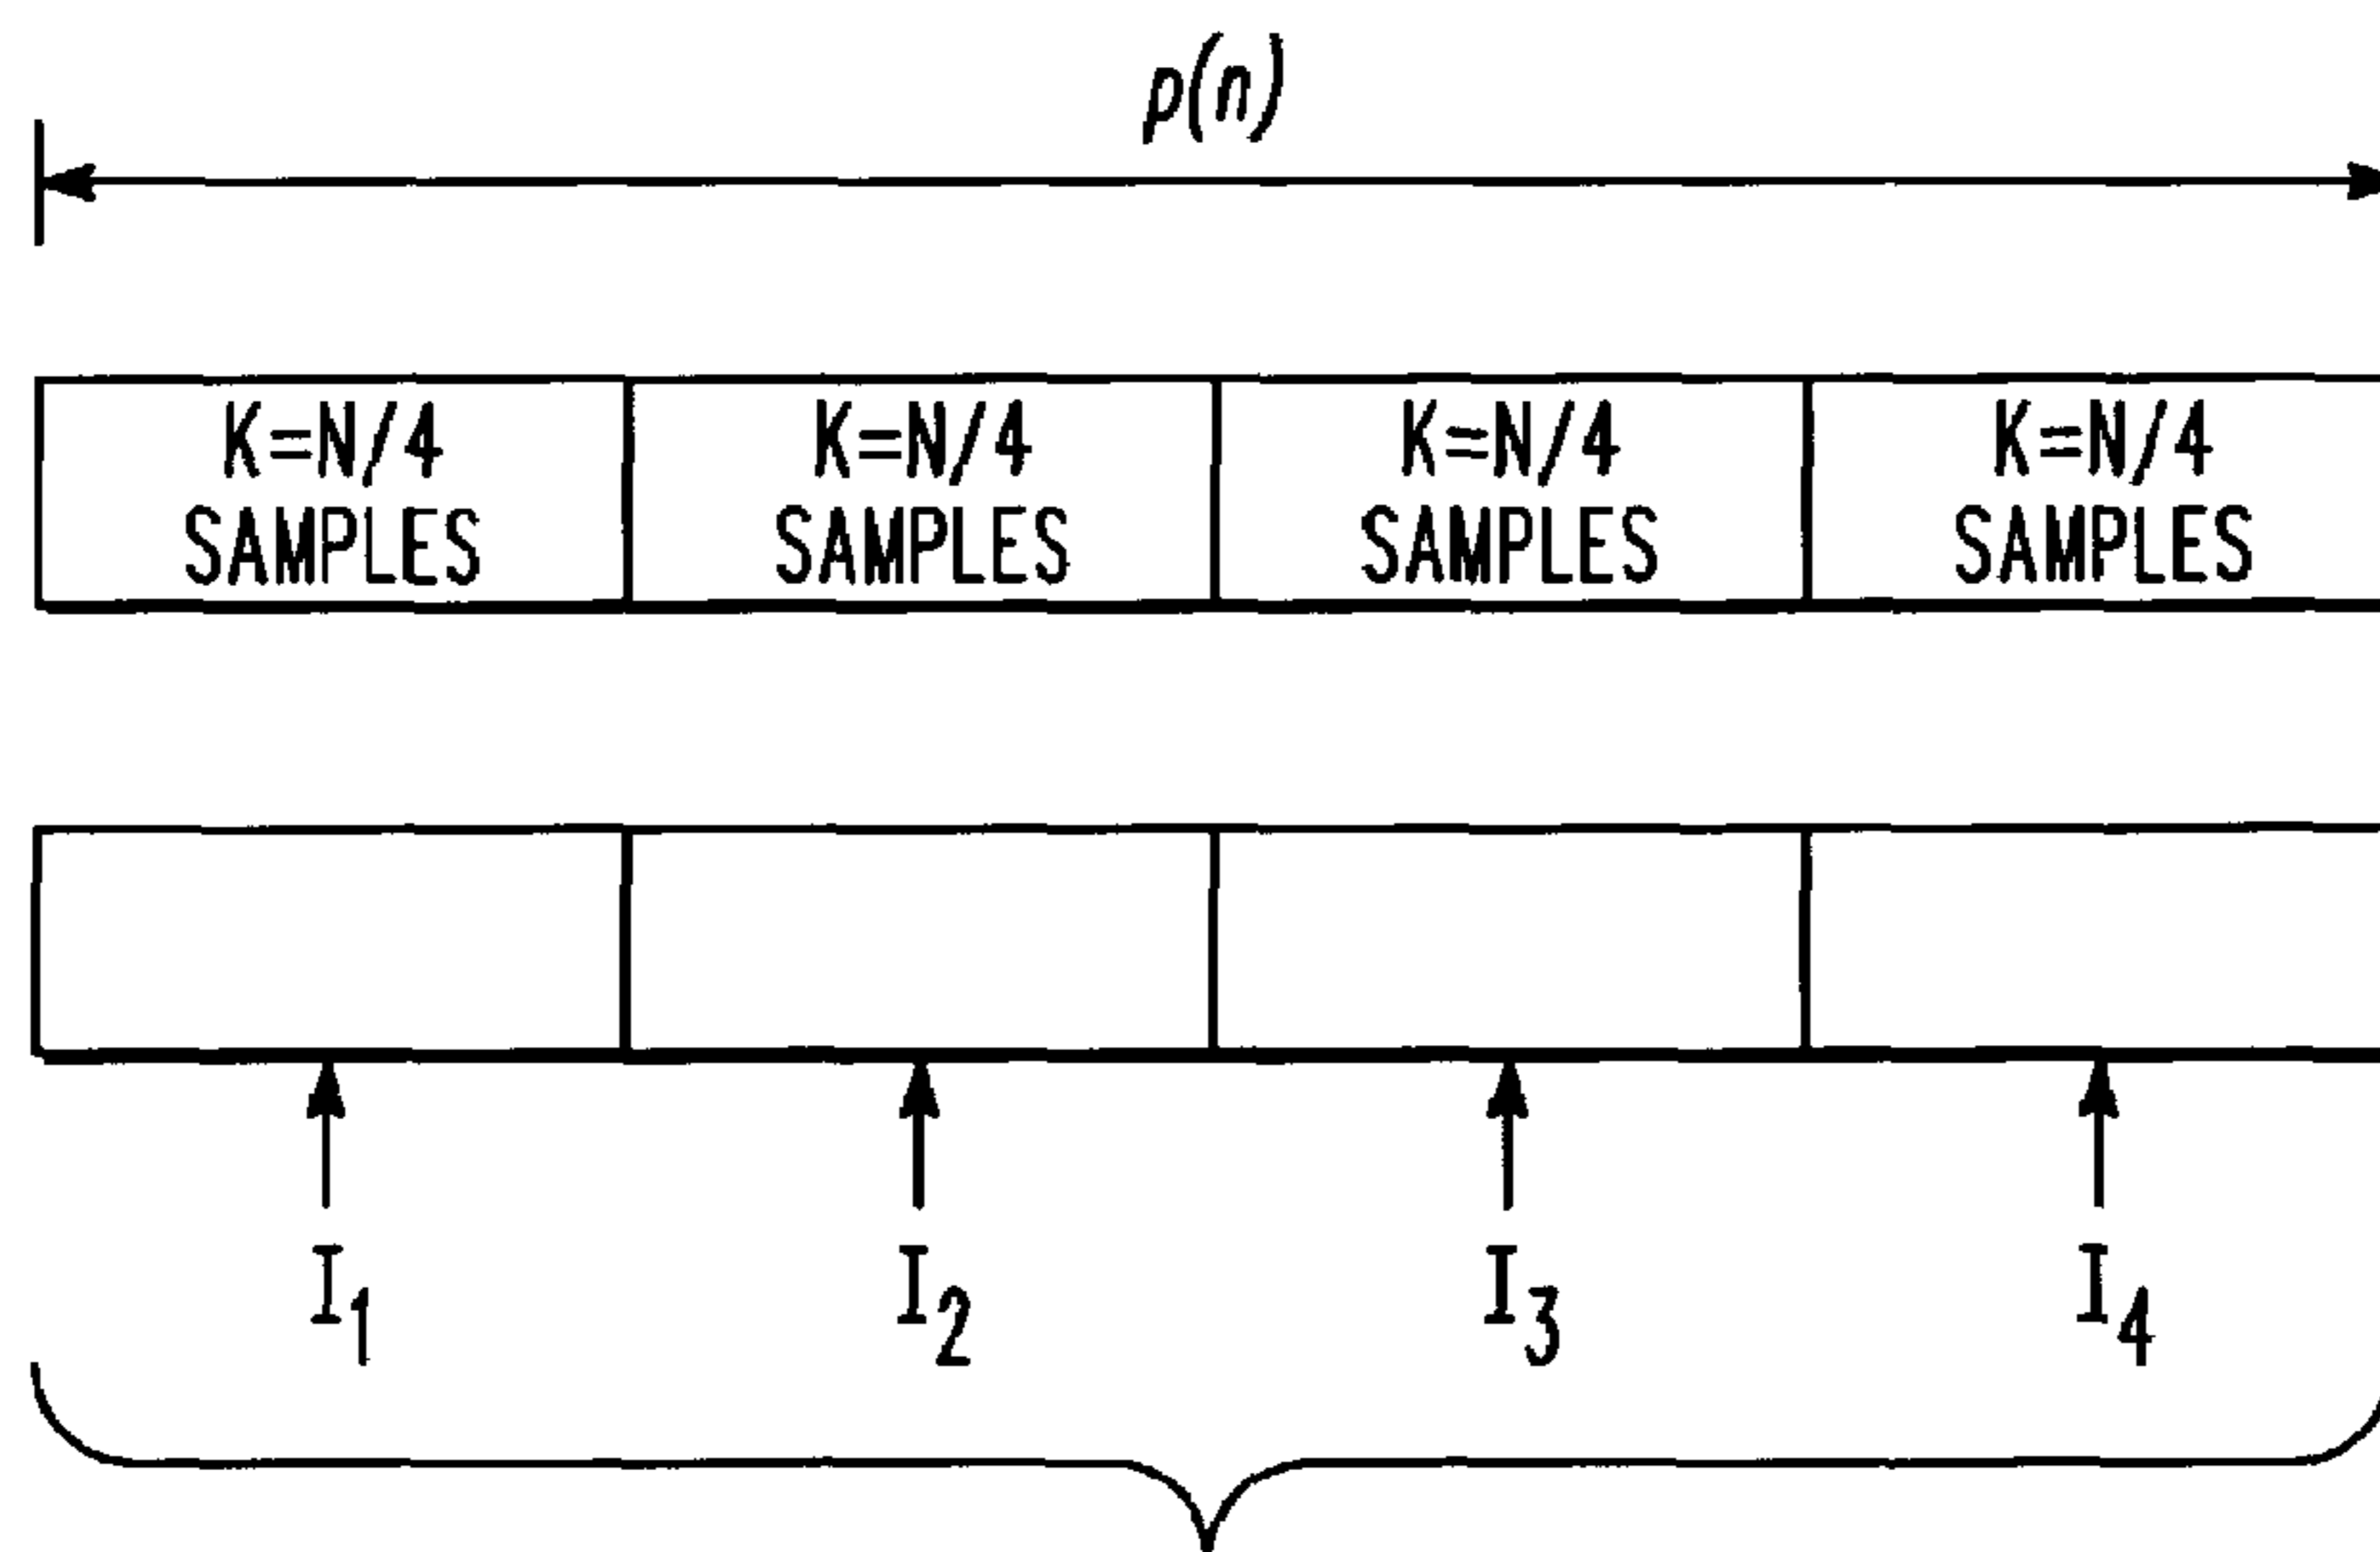 p(n)
K=N/4 K=N/4 K=N/4 K=N/4
SAMPLES SAMPLES SAMPLES SAMPLES
I1 I2 I3 I4